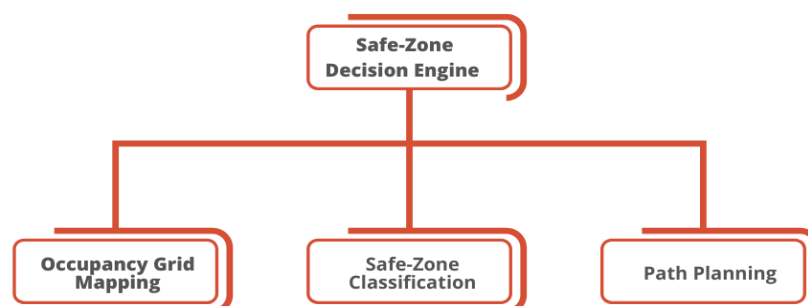 Safe-Zone
Decision Engine
Occupancy Grid
Mapping
Safe-Zone
Classification
Path Planning